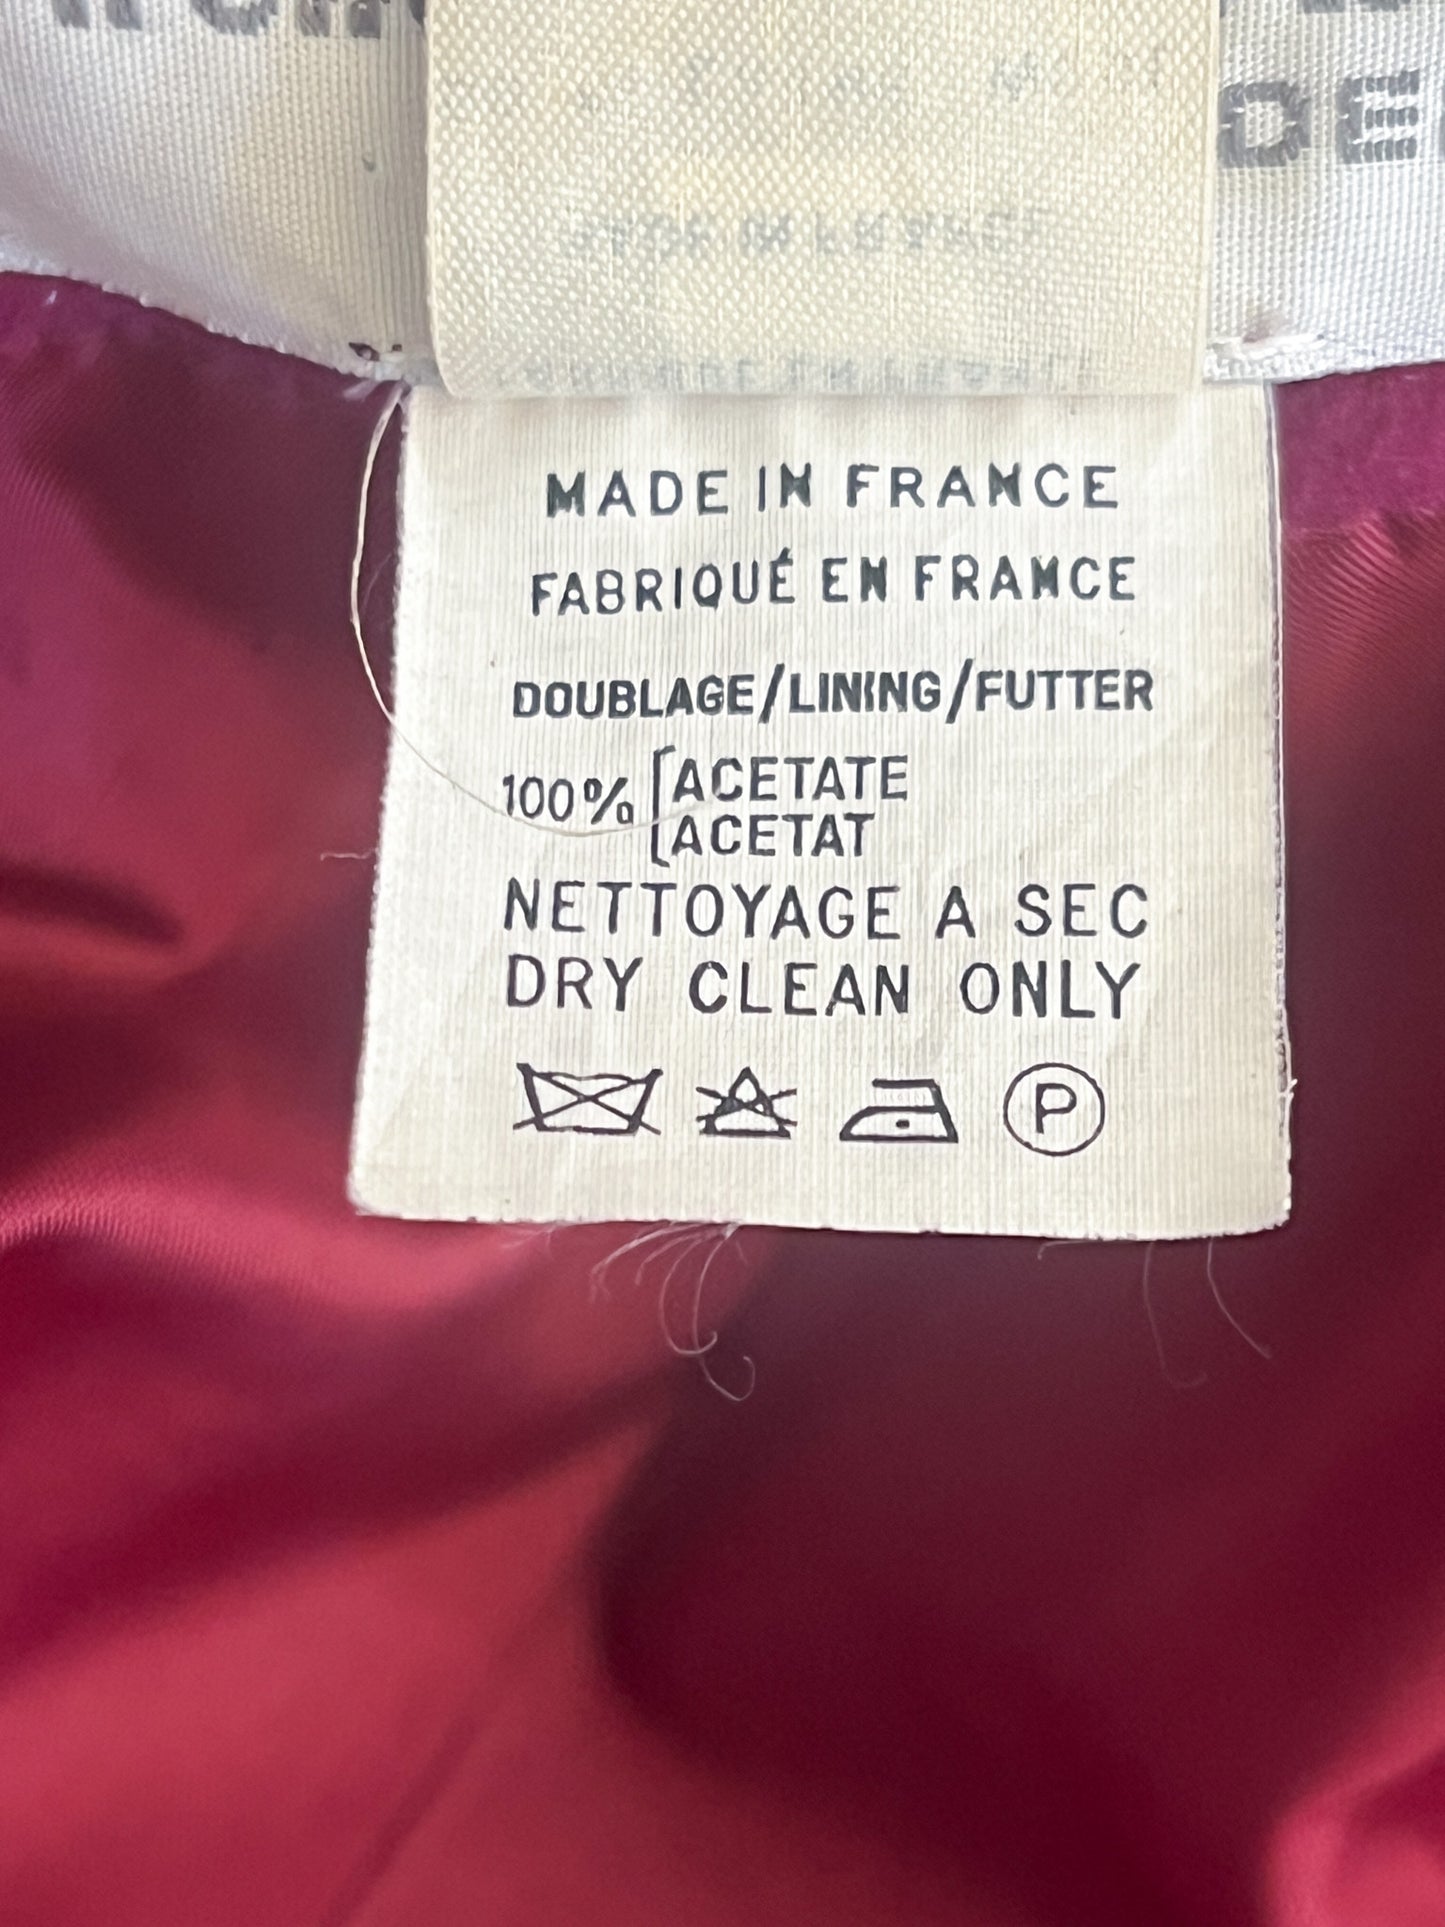 MADE IN FRANCE
FABRIQUÉ EN FRANCE
DOUBLAGE/LINING/FUTTER
100% [ACETATE
[ACETAT
NETTOYAGE A SEC
DRY CLEAN ONLY
P